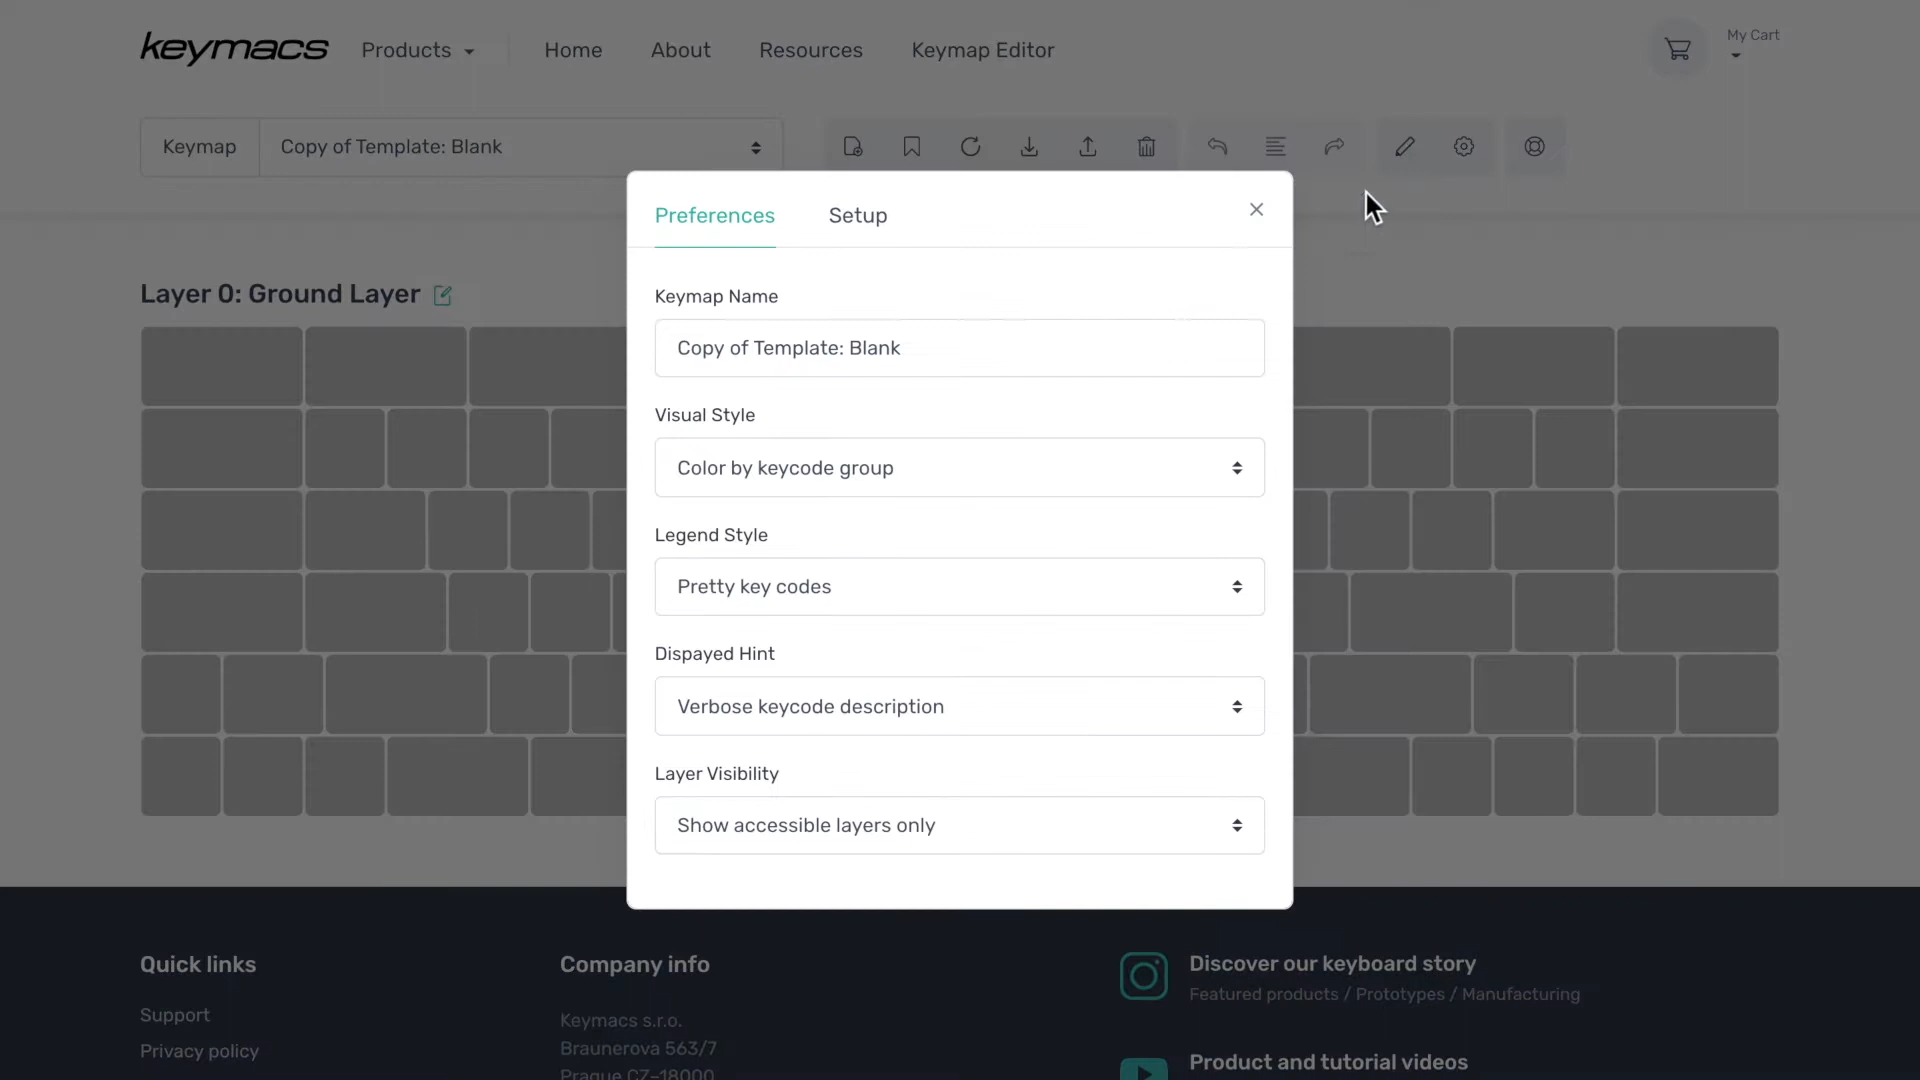 keymacs Products Home About Resources Keymap Editor My Cart
Keymap Copy of Template: Blank
Preferences Setup
Layer 0: Ground Layer
Keymap Name
Copy of Template: Blank
Visual Style
Color by keycode group
Legend Style
Pretty key codes
Dispayed Hint
Verbose keycode description
Layer Visibility
Show accessible layers only
Quick links
Support
Privacy policy
Company info
Keymacs s.r.o.
Braunerova 563/7
Prague CZ-18000
Discover our keyboard story
Featured products / Prototypes / Manufacturing
Product and tutorial videos